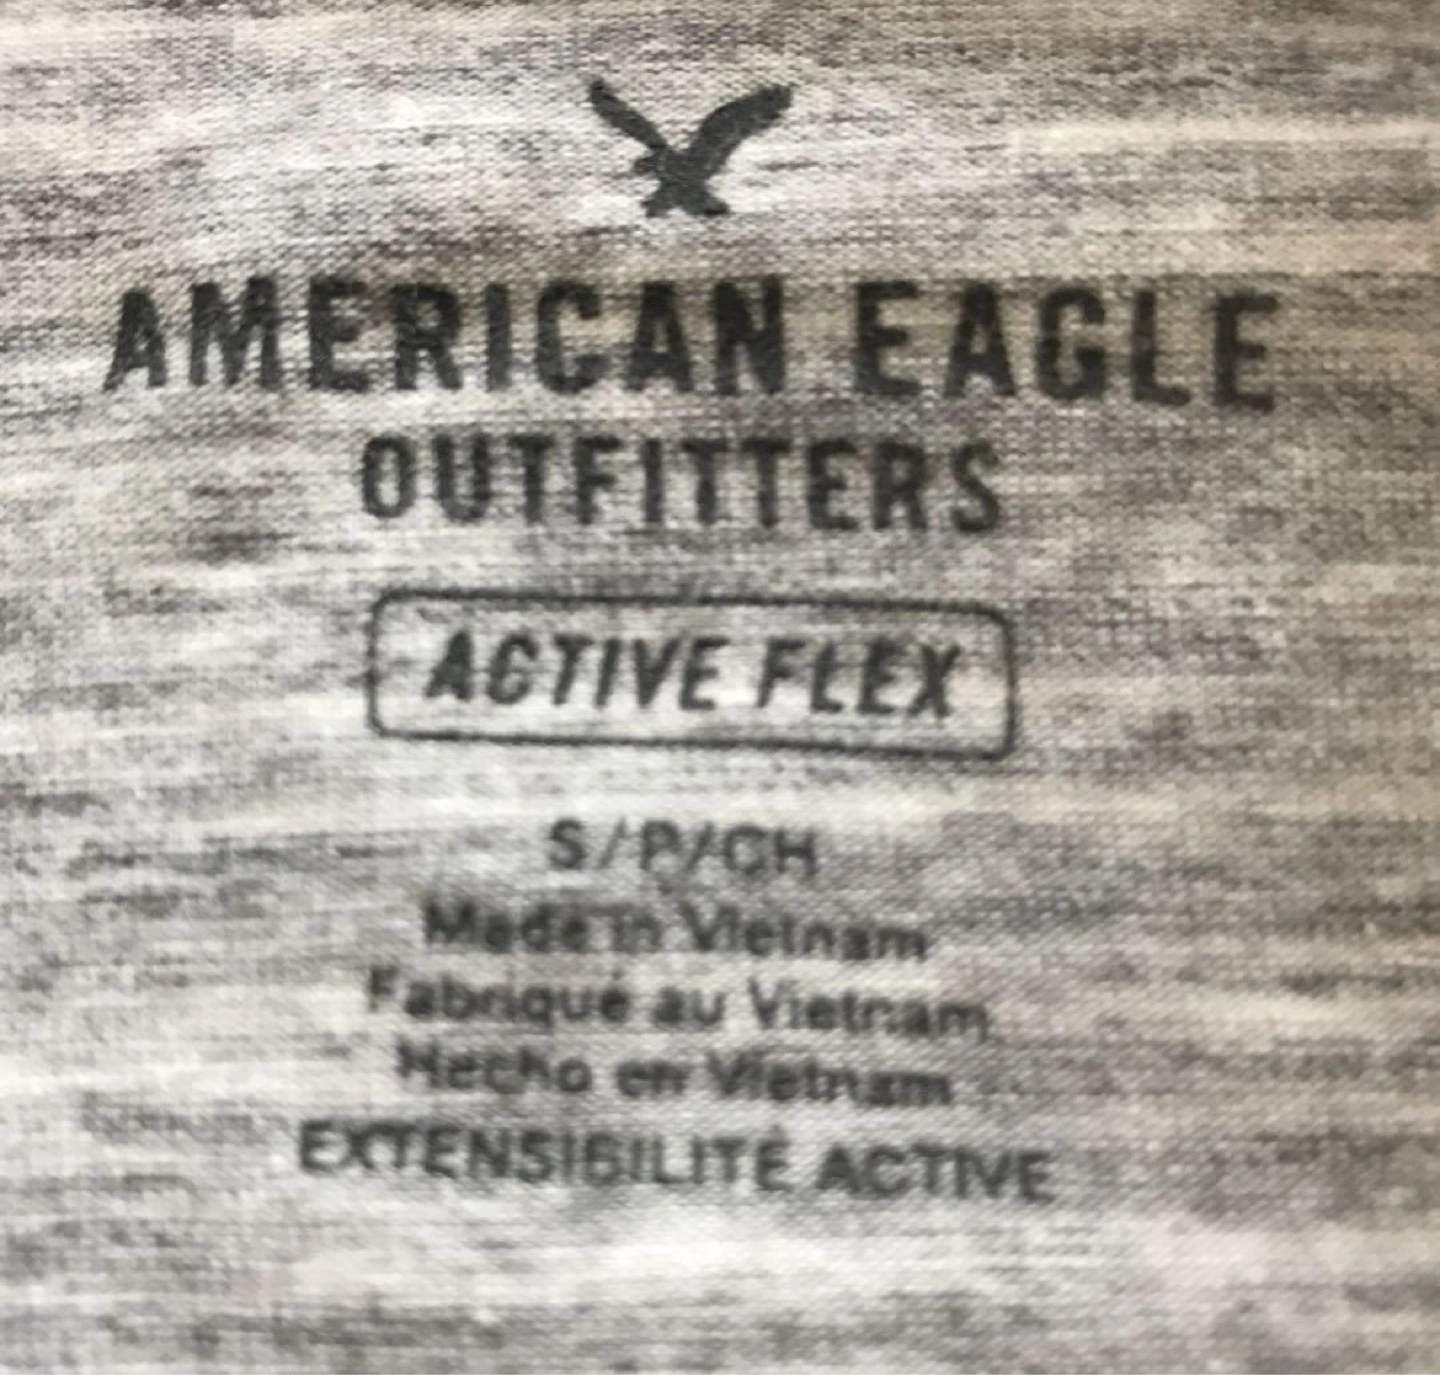 AMERICAN EAGLE
OUTFITTERS
ACTIVE FLEX
S/P/CH
Made in Vietnam
Fabriqué au Vietnam
Hecho en Vietnam
EXTENSIBILITÉ ACTIVE